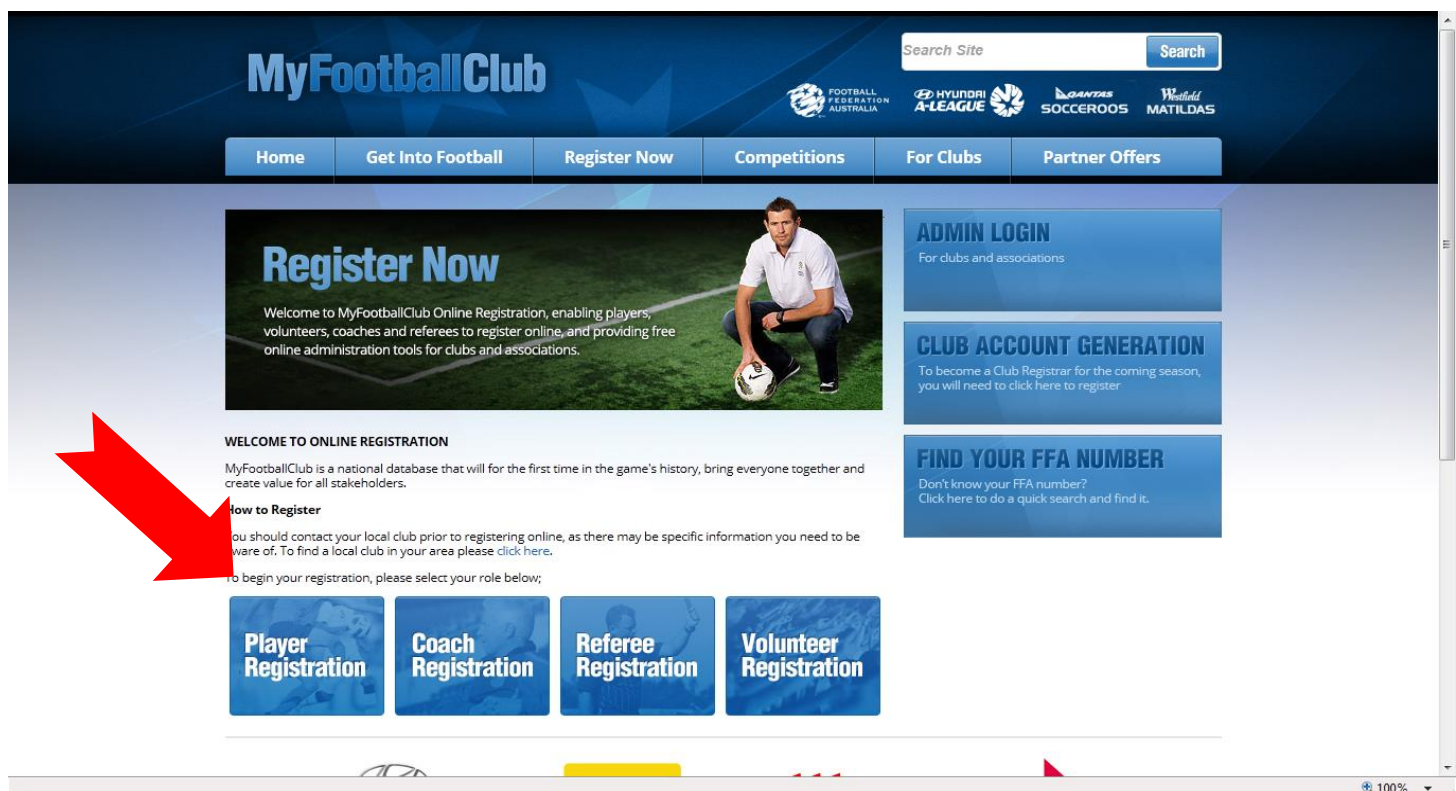 MyFootballClub
Search Site
Search
FOOTBALL
FEDERATION
AUSTRALIA
HYUNDAI
A-LEAGUE
QANTAS
SOCCEROOS
Westfield
MATILDAS
Home
Get Into Football
Register Now
Competitions
For Clubs
Partner Offers
Register Now
Welcome to MyFootballClub Online Registration, enabling players,
volunteers, coaches and referees to register online, and providing free
online administration tools for clubs and associations.
ADMIN LOGIN
For clubs and associations
CLUB ACCOUNT GENERATION
To become a Club Registrar for the coming season,
you will need to click here to register
FIND YOUR FFA NUMBER
Don't know your FFA number?
Click here to do a quick search and find it.
WELCOME TO ONLINE REGISTRATION
MyFootballClub is a national database that will for the first time in the game's history, bring everyone together and
create value for all stakeholders.
How to Register
You should contact your local club prior to registering online, as there may be specific information you need to be
aware of. To find a local club in your area please click here.
To begin your registration, please select your role below;
Player
Registration
Coach
Registration
Referee
Registration
Volunteer
Registration
100%